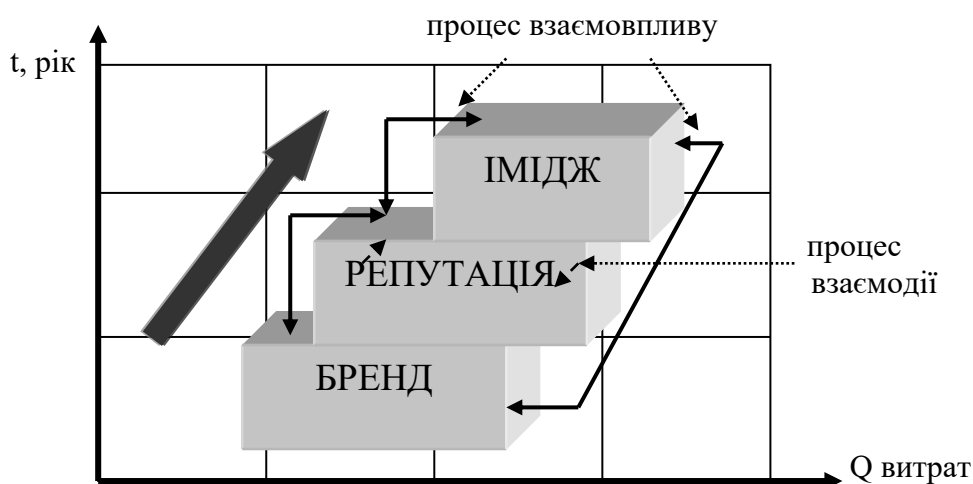 процес взаємовпливу
t, рік
ІМІДЖ
РЕПУТАЦІЯ
процес
взаємодії
БРЕНД
Q витрат